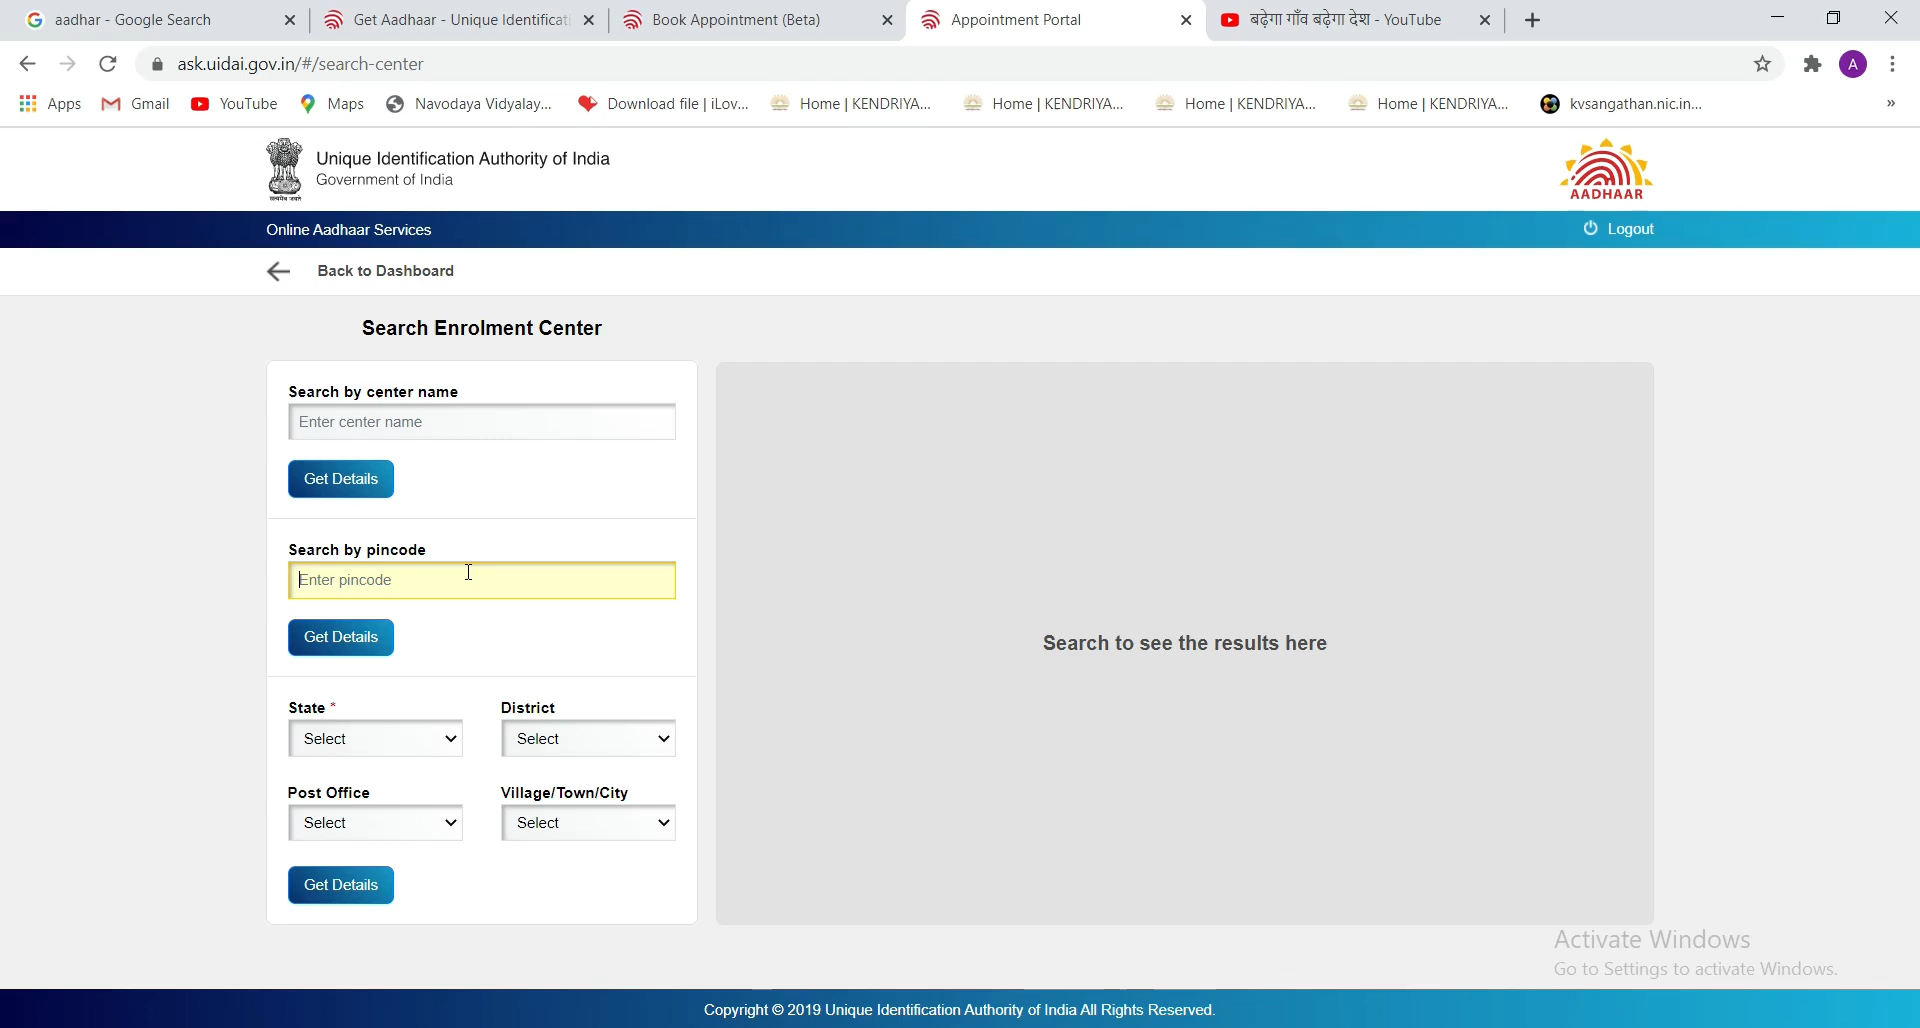 aadhar - Google Search
Get Aadhaar - Unique Identificati
Book Appointment (Beta)
Appointment Portal
बढ़ेगा गाँव बढ़ेगा देश - YouTube
ask.uidai.gov.in/#/search-center
A
Apps
Gmail
YouTube
Maps
Navodaya Vidyalay...
Download file | iLov...
Home | KENDRIYA...
Home | KENDRIYA...
Home | KENDRIYA...
Home | KENDRIYA...
kvsangathan.nic.in...
»
Unique Identification Authority of India
Government of India
सत्यमेव जयते
AADHAAR
Online Aadhaar Services
Logout
Back to Dashboard
Search Enrolment Center
Search by center name
Enter center name
Get Details
Search by pincode
Enter pincode
Get Details
State *
District
Select
Select
Post Office
Village/Town/City
Select
Select
Get Details
Search to see the results here
Activate Windows
Go to Settings to activate Windows.
Copyright © 2019 Unique Identification Authority of India All Rights Reserved.